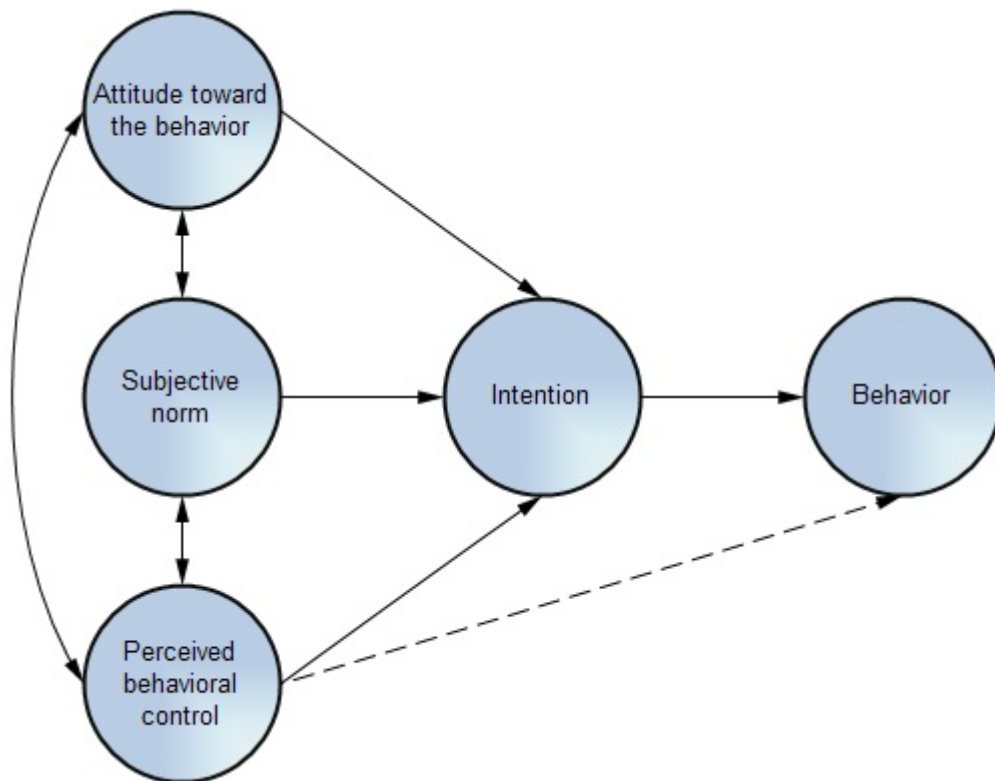 Attitude toward
the behavior
Subjective
norm
Intention
Behavior
Perceived
behavioral
control